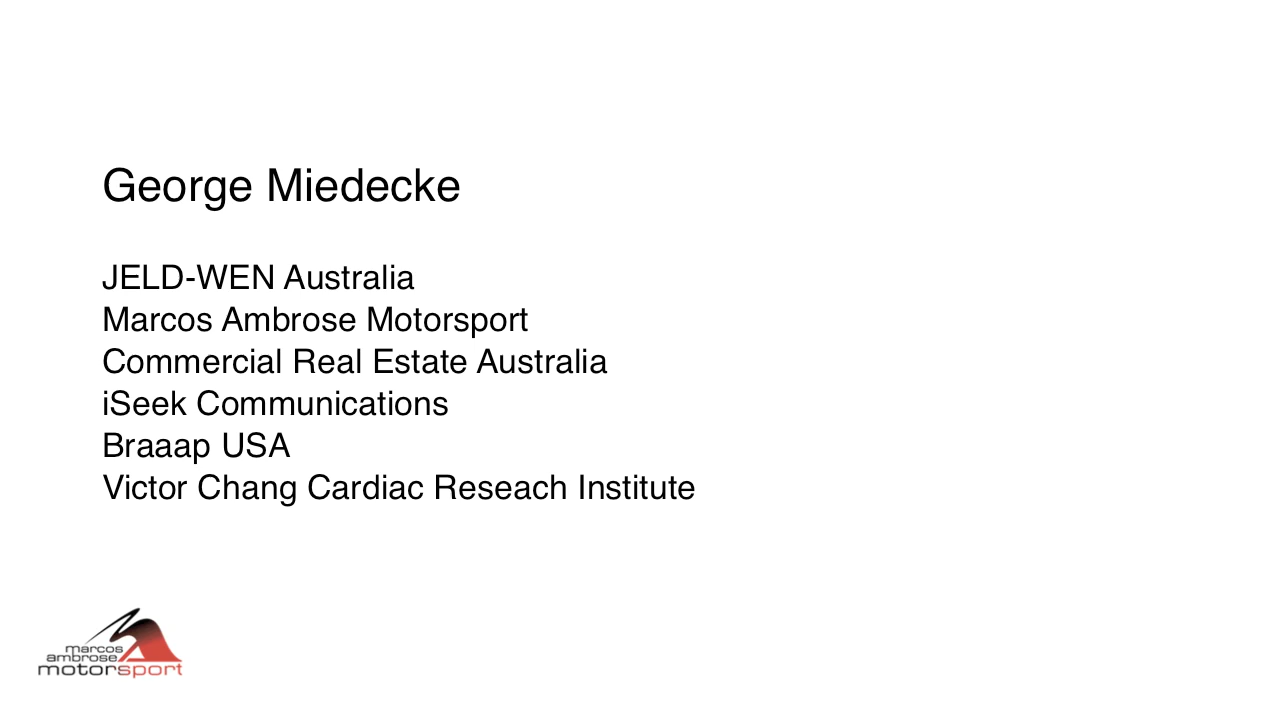 George Miedecke
JELD-WEN Australia
Marcos Ambrose Motorsport
Commercial Real Estate Australia
iSeek Communications
Braaap USA
Victor Chang Cardiac Reseach Institute
marcos
ambrose
motorsport